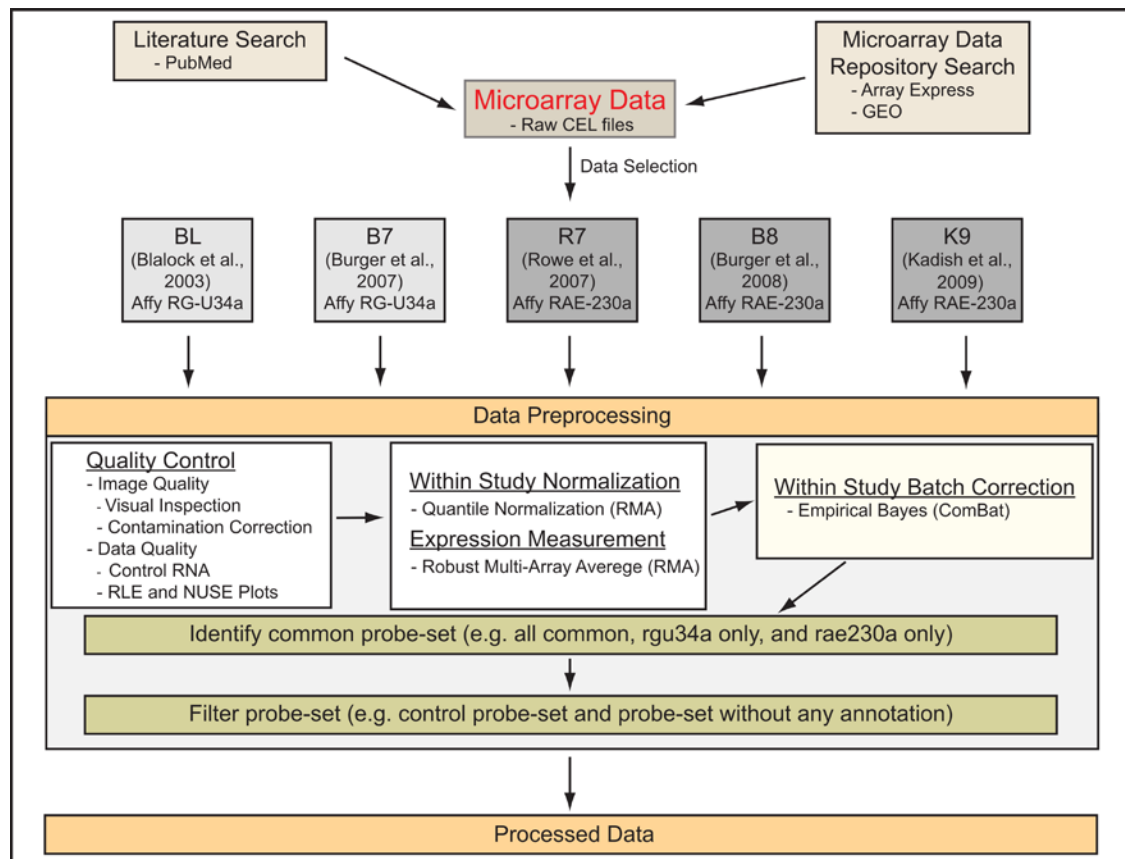 Literature Search
- PubMed
Microarray Data
Repository Search
- Array Express
- GEO
Microarray Data
- Raw CEL files
Data Selection
BL
(Blalock et al.,
2003)
Affy RG-U34a
B7
(Burger et al.,
2007)
Affy RG-U34a
R7
(Rowe et al.,
2007)
Affy RAE-230a
B8
(Burger et al.,
2008)
Affy RAE-230a
K9
(Kadish et al.,
2009)
Affy RAE-230a
Data Preprocessing
Quality Control
- Image Quality
- Visual Inspection
- Contamination Correction
- Data Quality
- Control RNA
- RLE and NUSE Plots
Within Study Normalization
- Quantile Normalization (RMA)
Expression Measurement
- Robust Multi-Array Averege (RMA)
Within Study Batch Correction
- Empirical Bayes (ComBat)
Identify common probe-set (e.g. all common, rgu34a only, and rae230a only)
Filter probe-set (e.g. control probe-set and probe-set without any annotation)
Processed Data